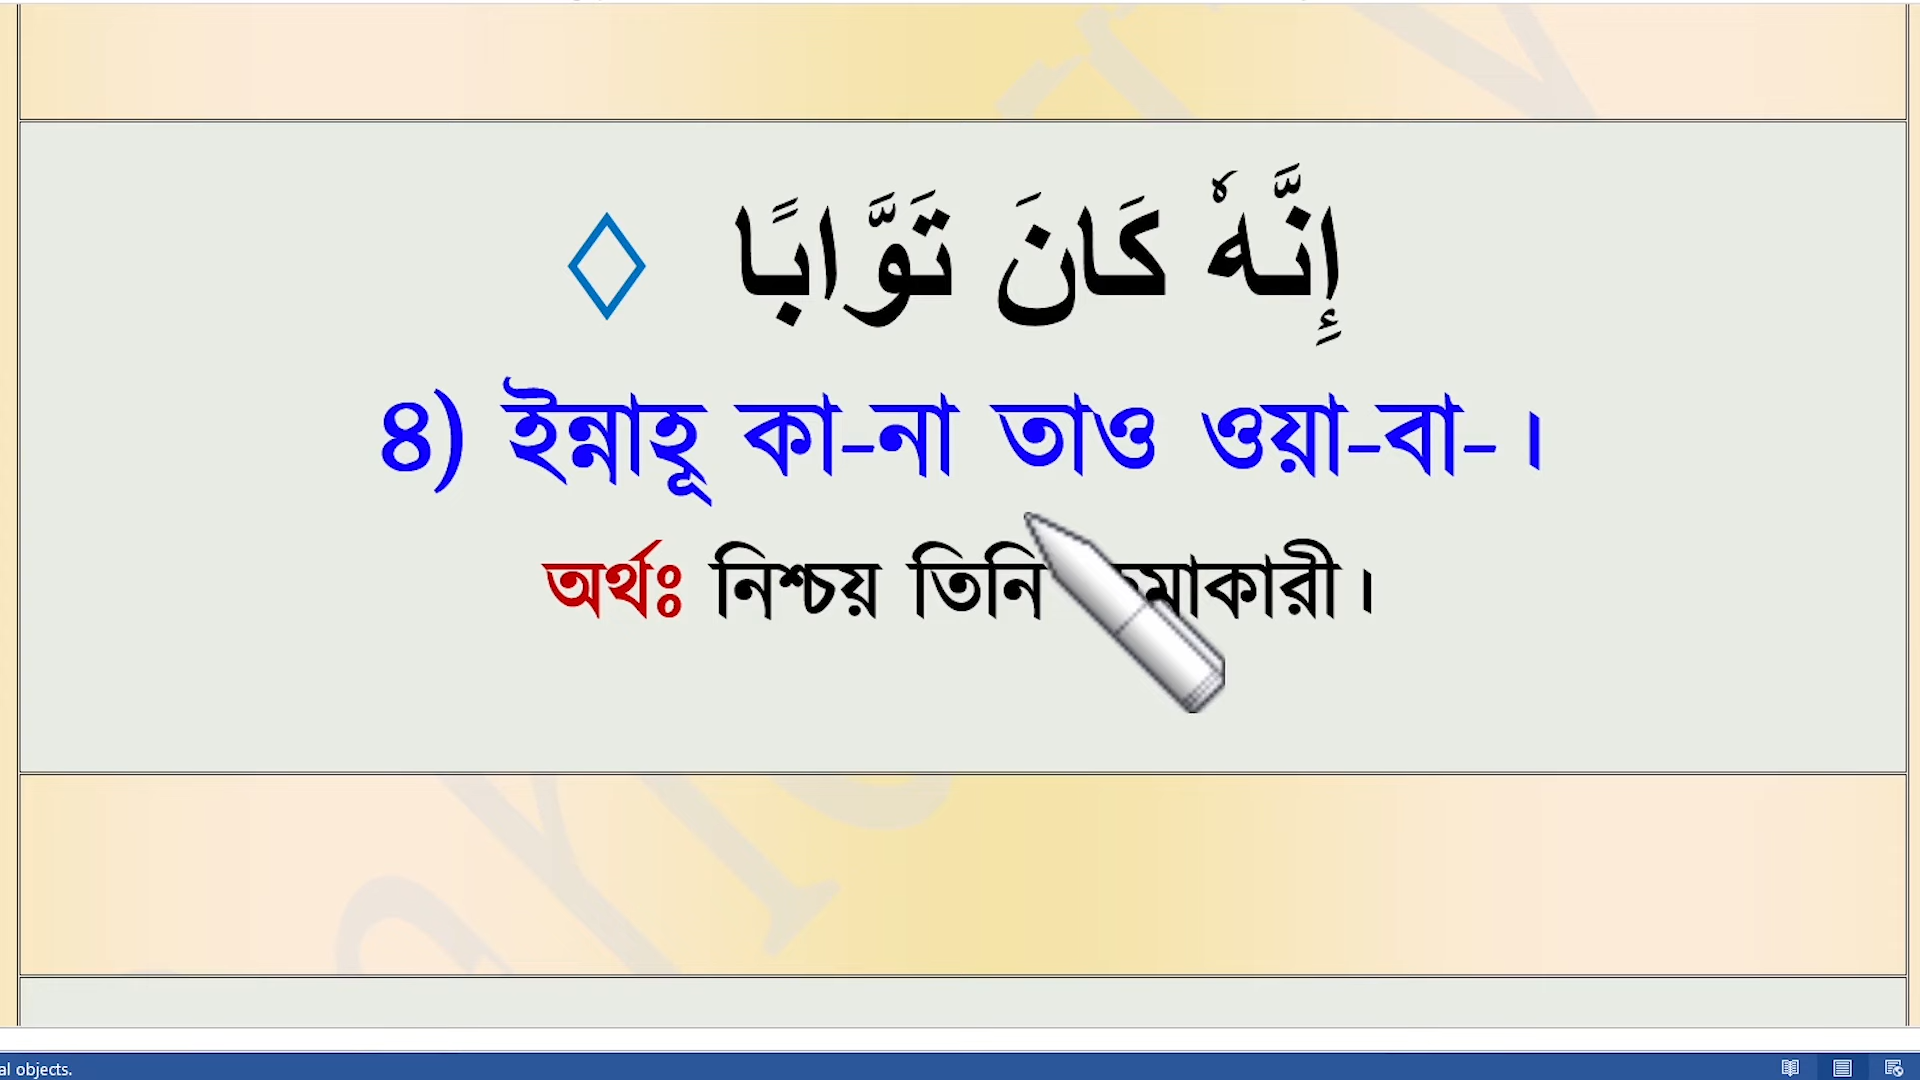 إِنَّهٗ كَانَ تَوَّابًا
৪) ইন্নাহূ কা-না তাও ওয়া-বা-।
অর্থঃ নিশ্চয় তিনি
al objects.